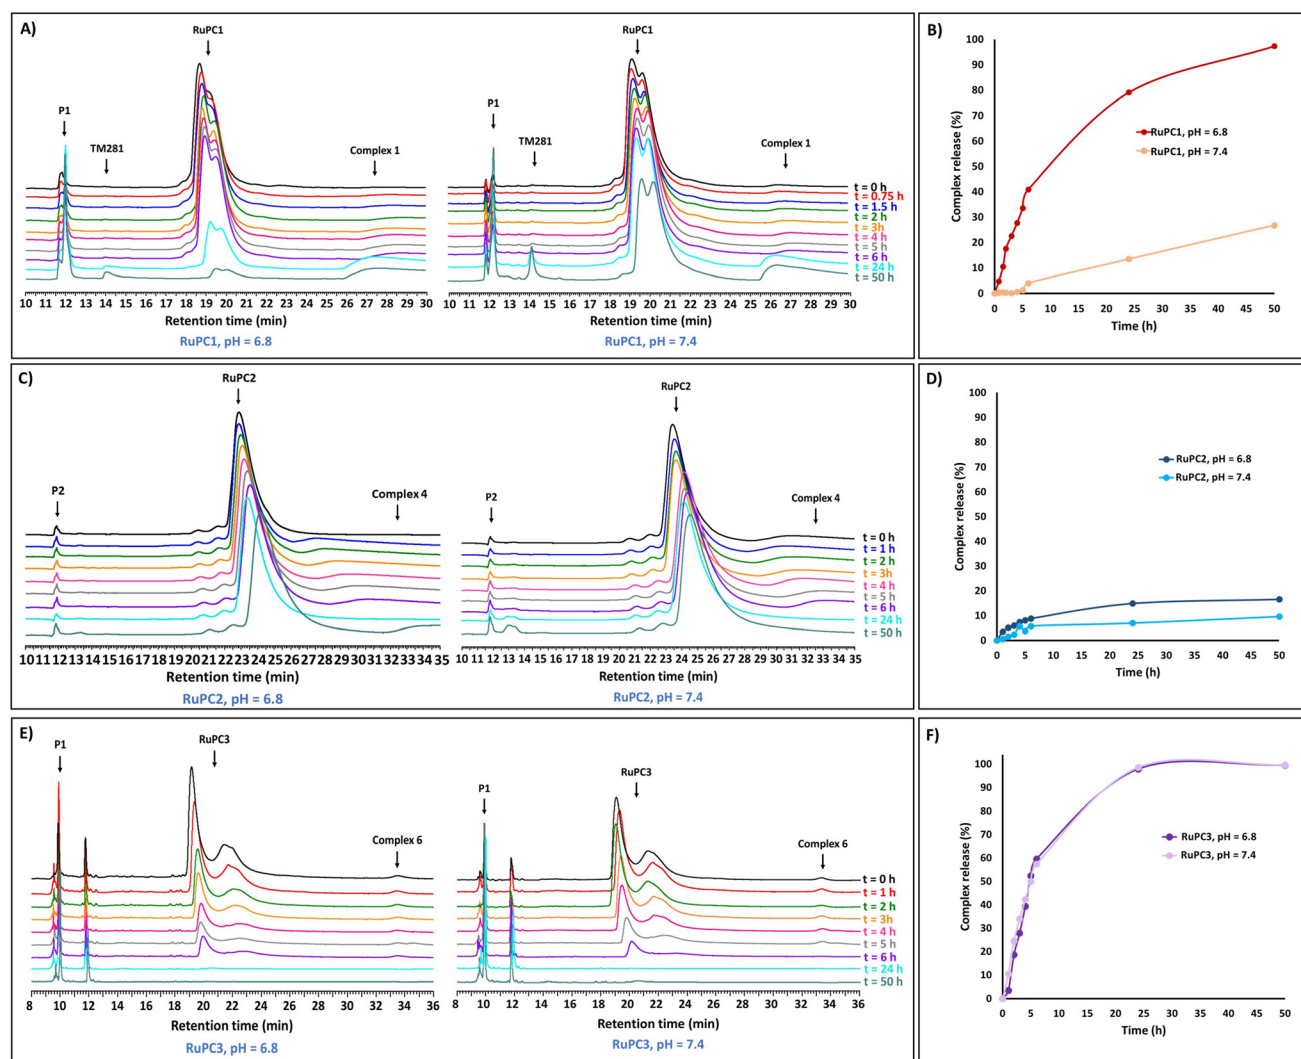 A)
RuPC1
P1
TM281
Complex 1
10 11 12 13 14 15 16 17 18 19 20 21 22 23 24 25 26 27 28 29 30
Retention time (min)
RuPC1, pH = 6.8
RuPC1
P1
TM281
Complex 1
t = 0 h
t = 0.75 h
t = 1.5 h
t = 2 h
t = 3h
t = 4 h
t = 5 h
t = 6 h
t = 24 h
t = 50 h
10 11 12 13 14 15 16 17 18 19 20 21 22 23 24 25 26 27 28 29 30
Retention time (min)
RuPC1, pH = 7.4
B)
Complex release (%)
100
90
80
70
60
50
40
30
20
10
0
RuPC1, pH = 6.8
RuPC1, pH = 7.4
0 5 10 15 20 25 30 35 40 45 50
Time (h)
C)
RuPC2
P2
Complex 4
10 11 12 13 14 15 16 17 18 19 20 21 22 23 24 25 26 27 28 29 30 31 32 33 34 35
Retention time (min)
RuPC2, pH = 6.8
RuPC2
P2
Complex 4
t = 0 h
t = 1 h
t = 2 h
t = 3h
t = 4 h
t = 5 h
t = 6 h
t = 24 h
t = 50 h
10 11 12 13 14 15 16 17 18 19 20 21 22 23 24 25 26 27 28 29 30 31 32 33 34 35
Retention time (min)
RuPC2, pH = 7.4
D)
Complex release (%)
100
90
80
70
60
50
40
30
20
10
0
RuPC2, pH = 6.8
RuPC2, pH = 7.4
0 5 10 15 20 25 30 35 40 45 50
Time (h)
E)
P1
RuPC3
Complex 6
8 10 12 14 16 18 20 22 24 26 28 30 32 34 36
Retention time (min)
RuPC3, pH = 6.8
P1
RuPC3
Complex 6
t = 0 h
t = 1 h
t = 2 h
t = 3h
t = 4 h
t = 5 h
t = 6 h
t = 24 h
t = 50 h
8 10 12 14 16 18 20 22 24 26 28 30 32 34 36
Retention time (min)
RuPC3, pH = 7.4
F)
Complex release (%)
100
90
80
70
60
50
40
30
20
10
0
RuPC3, pH = 6.8
RuPC3, pH = 7.4
0 5 10 15 20 25 30 35 40 45 50
Time (h)